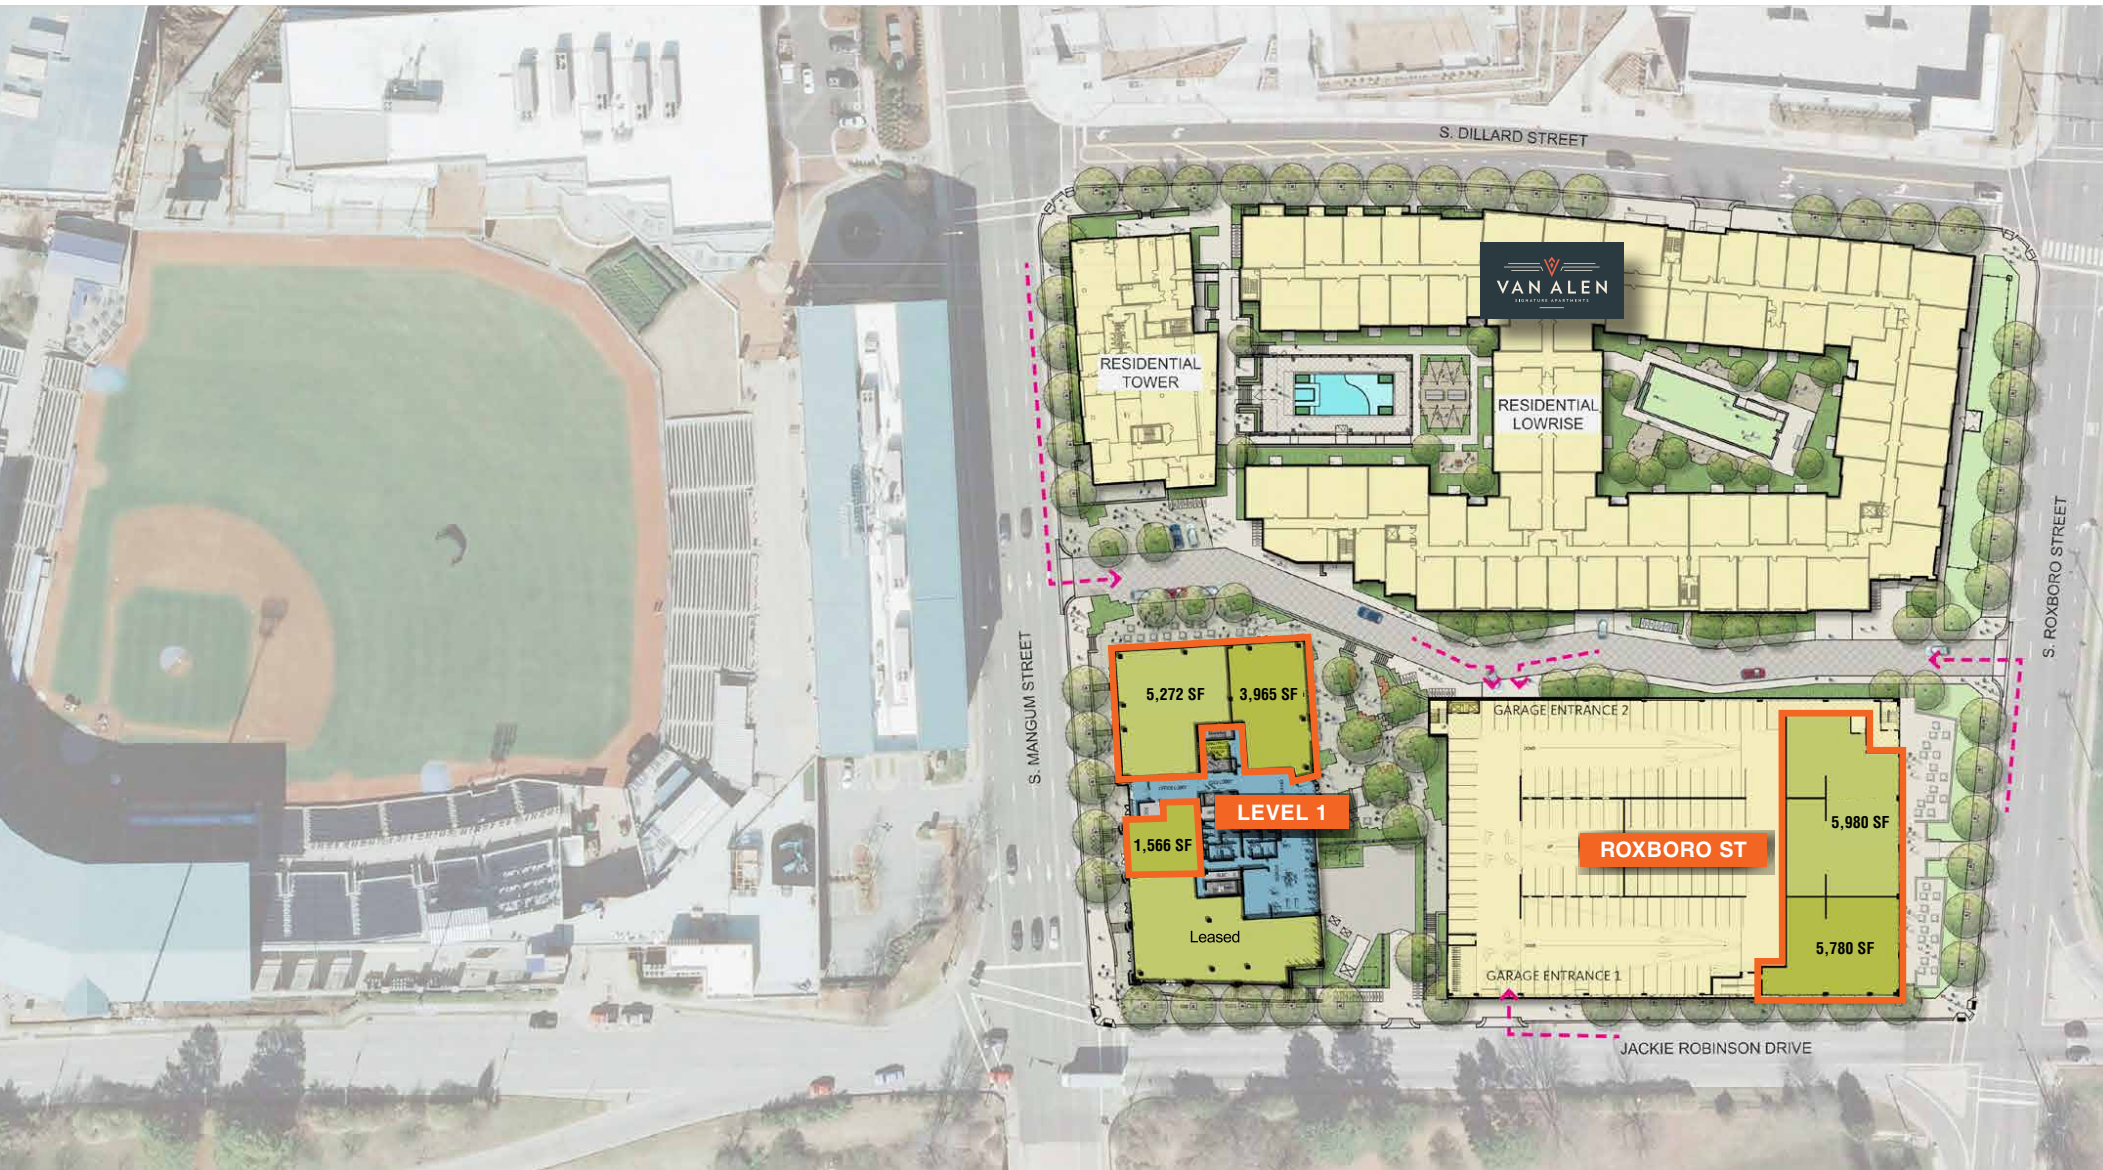 S. DILLARD STREET
VAN ALEN
SIGNATURE APARTMENTS
RESIDENTIAL
TOWER
RESIDENTIAL
LOWRISE
S. ROXBORO STREET
S. MANGUM STREET
5,272 SF
3,965 SF
GARAGE ENTRANCE 2
LEVEL 1
1,566 SF
5,980 SF
ROXBORO ST
Leased
5,780 SF
GARAGE ENTRANCE 1
JACKIE ROBINSON DRIVE